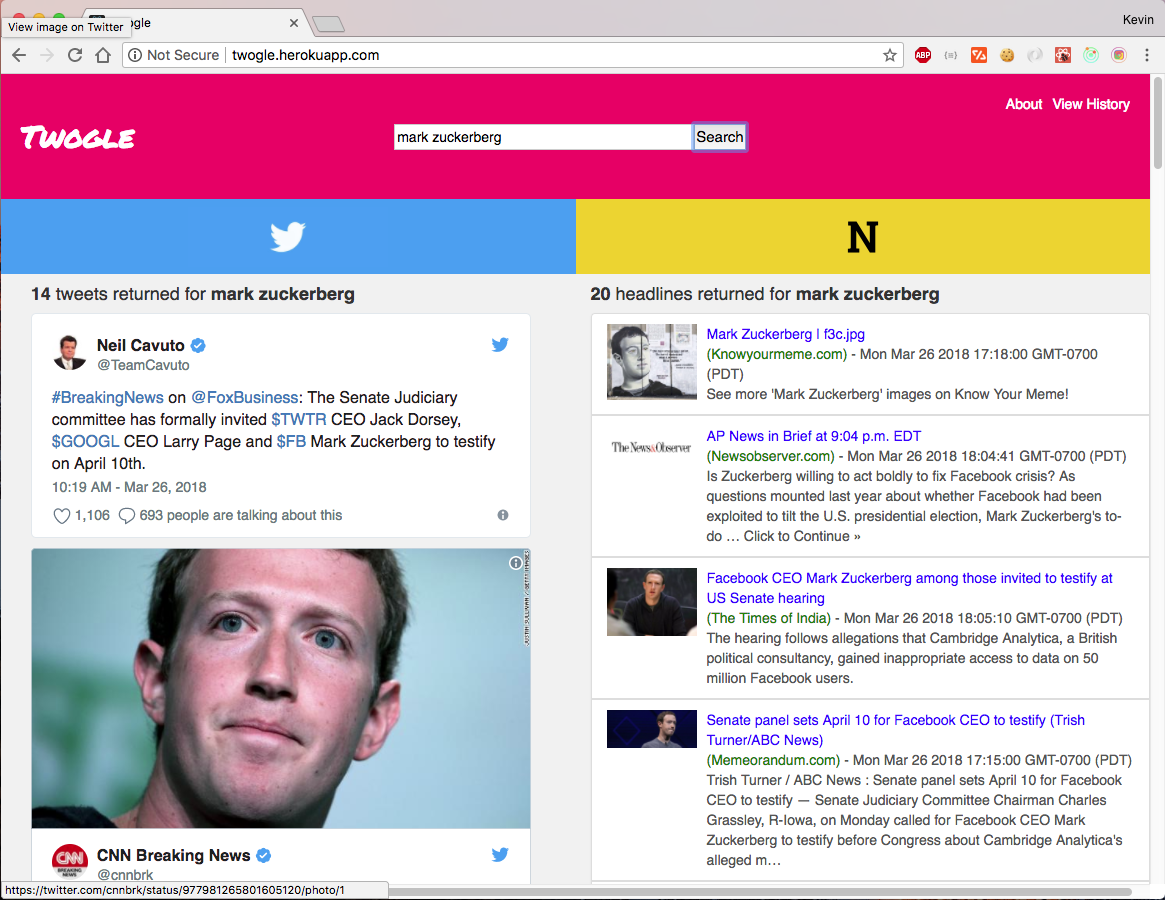 ogle
View image on Twitter
Kevin
Not Secure
twogle.herokuapp.com
ABP
About View History
TWOGLE
mark zuckerberg
Search
N
14 tweets returned for mark zuckerberg
Neil Cavuto
@TeamCavuto
#BreakingNews on @FoxBusiness: The Senate Judiciary
committee has formally invited $TWTR CEO Jack Dorsey,
$GOOGL CEO Larry Page and $FB Mark Zuckerberg to testify
on April 10th.
10:19 AM - Mar 26, 2018
1,106
693 people are talking about this
JUSTIN SULLIVAN / GETTY IMAGES
CNN
BREAKING
NEWS
CNN Breaking News
@cnnbrk
https://twitter.com/cnnbrk/status/977981265801605120/photo/1
20 headlines returned for mark zuckerberg
Mark Zuckerberg | f3c.jpg
(Knowyourmeme.com) - Mon Mar 26 2018 17:18:00 GMT-0700
(PDT)
See more 'Mark Zuckerberg' images on Know Your Meme!
The News&Observer
AP News in Brief at 9:04 p.m. EDT
(Newsobserver.com) - Mon Mar 26 2018 18:04:41 GMT-0700 (PDT)
Is Zuckerberg willing to act boldly to fix Facebook crisis? As
questions mounted last year about whether Facebook had been
exploited to tilt the U.S. presidential election, Mark Zuckerberg's to-
do … Click to Continue »
Facebook CEO Mark Zuckerberg among those invited to testify at
US Senate hearing
(The Times of India) - Mon Mar 26 2018 18:05:10 GMT-0700 (PDT)
The hearing follows allegations that Cambridge Analytica, a British
political consultancy, gained inappropriate access to data on 50
million Facebook users.
Senate panel sets April 10 for Facebook CEO to testify (Trish
Turner/ABC News)
(Memeorandum.com) - Mon Mar 26 2018 17:15:00 GMT-0700 (PDT)
Trish Turner / ABC News : Senate panel sets April 10 for Facebook
CEO to testify — Senate Judiciary Committee Chairman Charles
Grassley, R-Iowa, on Monday called for Facebook CEO Mark
Zuckerberg to testify before Congress about Cambridge Analytica's
alleged m…